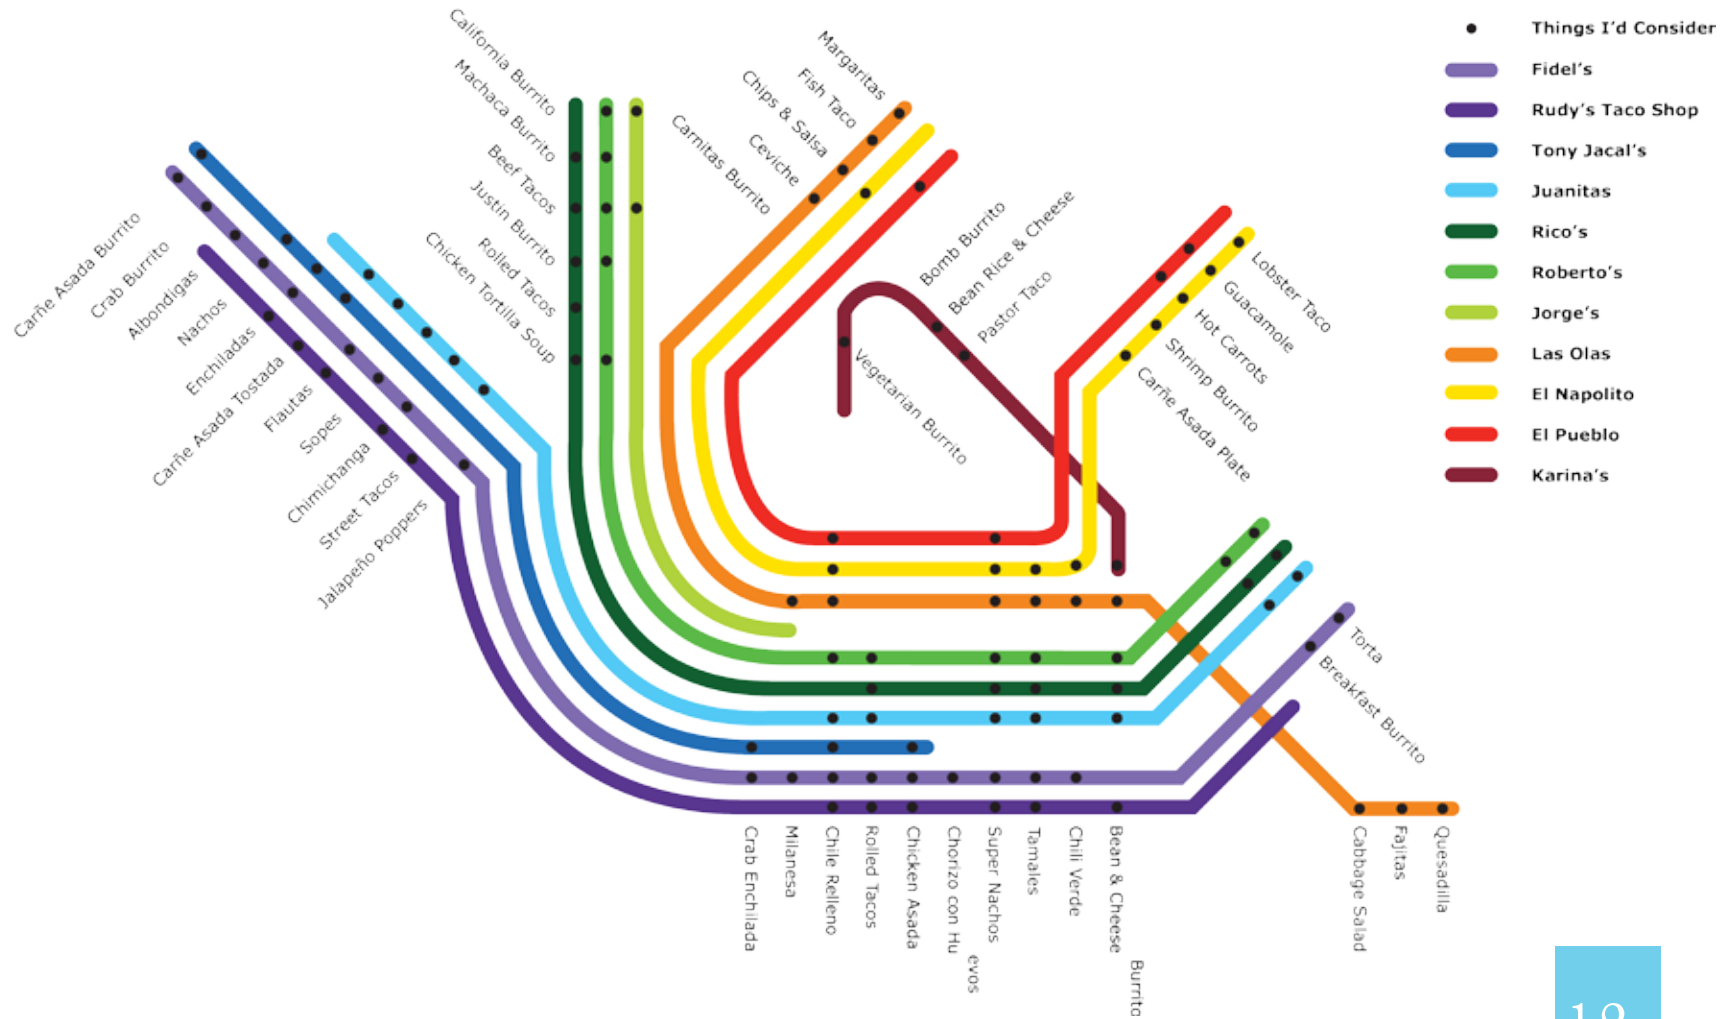 California Burrito
Machaca Burrito
Beef Tacos
Justin Burrito
Rolled Tacos
Chicken Tortilla Soup
Margaritas
Fish Taco
Chips & Salsa
Ceviche
Carnitas Burrito
Carñe Asada Burrito
Crab Burrito
Albondigas
Nachos
Enchiladas
Carñe Asada Tostada
Flautas
Sopes
Chimichanga
Street Tacos
Jalapeño Poppers
Bomb Burrito
Bean Rice & Cheese
Pastor Taco
Vegetarian Burrito
Lobster Taco
Guacamole
Hot Carrots
Shrimp Burrito
Carñe Asada Plate
Torta
Breakfast Burrito
Crab Enchilada
Milanesa
Chile Relleno
Rolled Tacos
Chicken Asada
Chorizo con Hu
evos
Super Nachos
Tamales
Chili Verde
Bean & Cheese
Burrito
Cabbage Salad
Fajitas
Quesadilla
Things I'd Consider
Fidel's
Rudy's Taco Shop
Tony Jacal's
Juanitas
Rico's
Roberto's
Jorge's
Las Olas
El Napolito
El Pueblo
Karina's